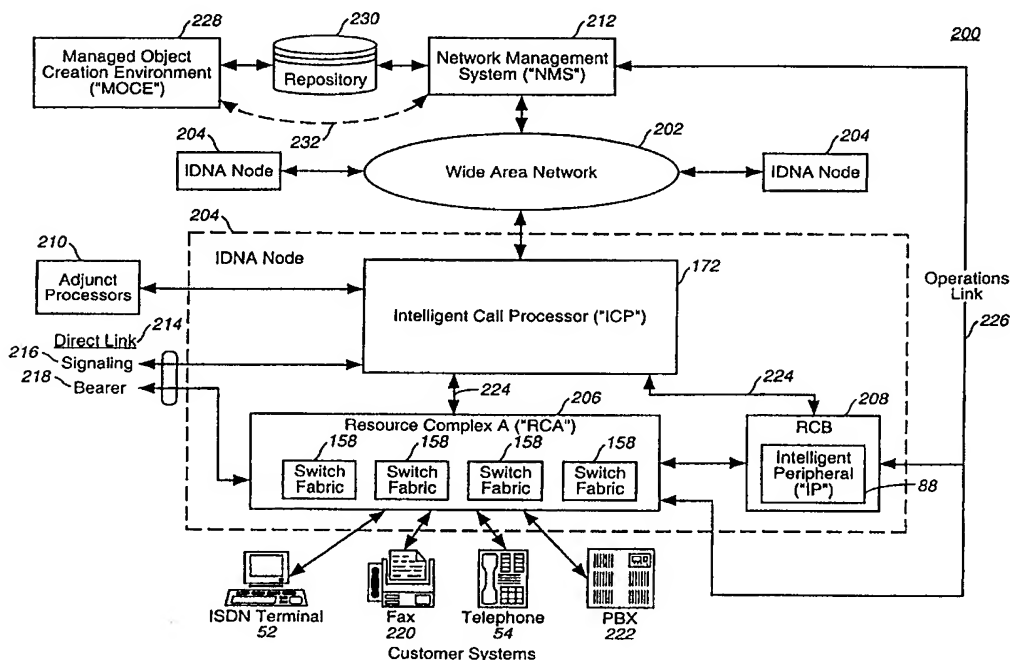 228
230
212
200
Managed Object
Creation Environment
("MOCE")
Repository
Network Management
System ("NMS")
232
202
204
IDNA Node
Wide Area Network
204
IDNA Node
204
IDNA Node
210
Adjunct
Processors
172
Intelligent Call Processor ("ICP")
Operations
Link
226
Direct Link
214
216
Signaling
218
Bearer
224
224
206
Resource Complex A ("RCA")
158
158
158
158
Switch
Fabric
Switch
Fabric
Switch
Fabric
Switch
Fabric
208
RCB
Intelligent
Peripheral
("IP")
88
ISDN Terminal
52
Fax
220
Telephone
54
PBX
222
Customer Systems